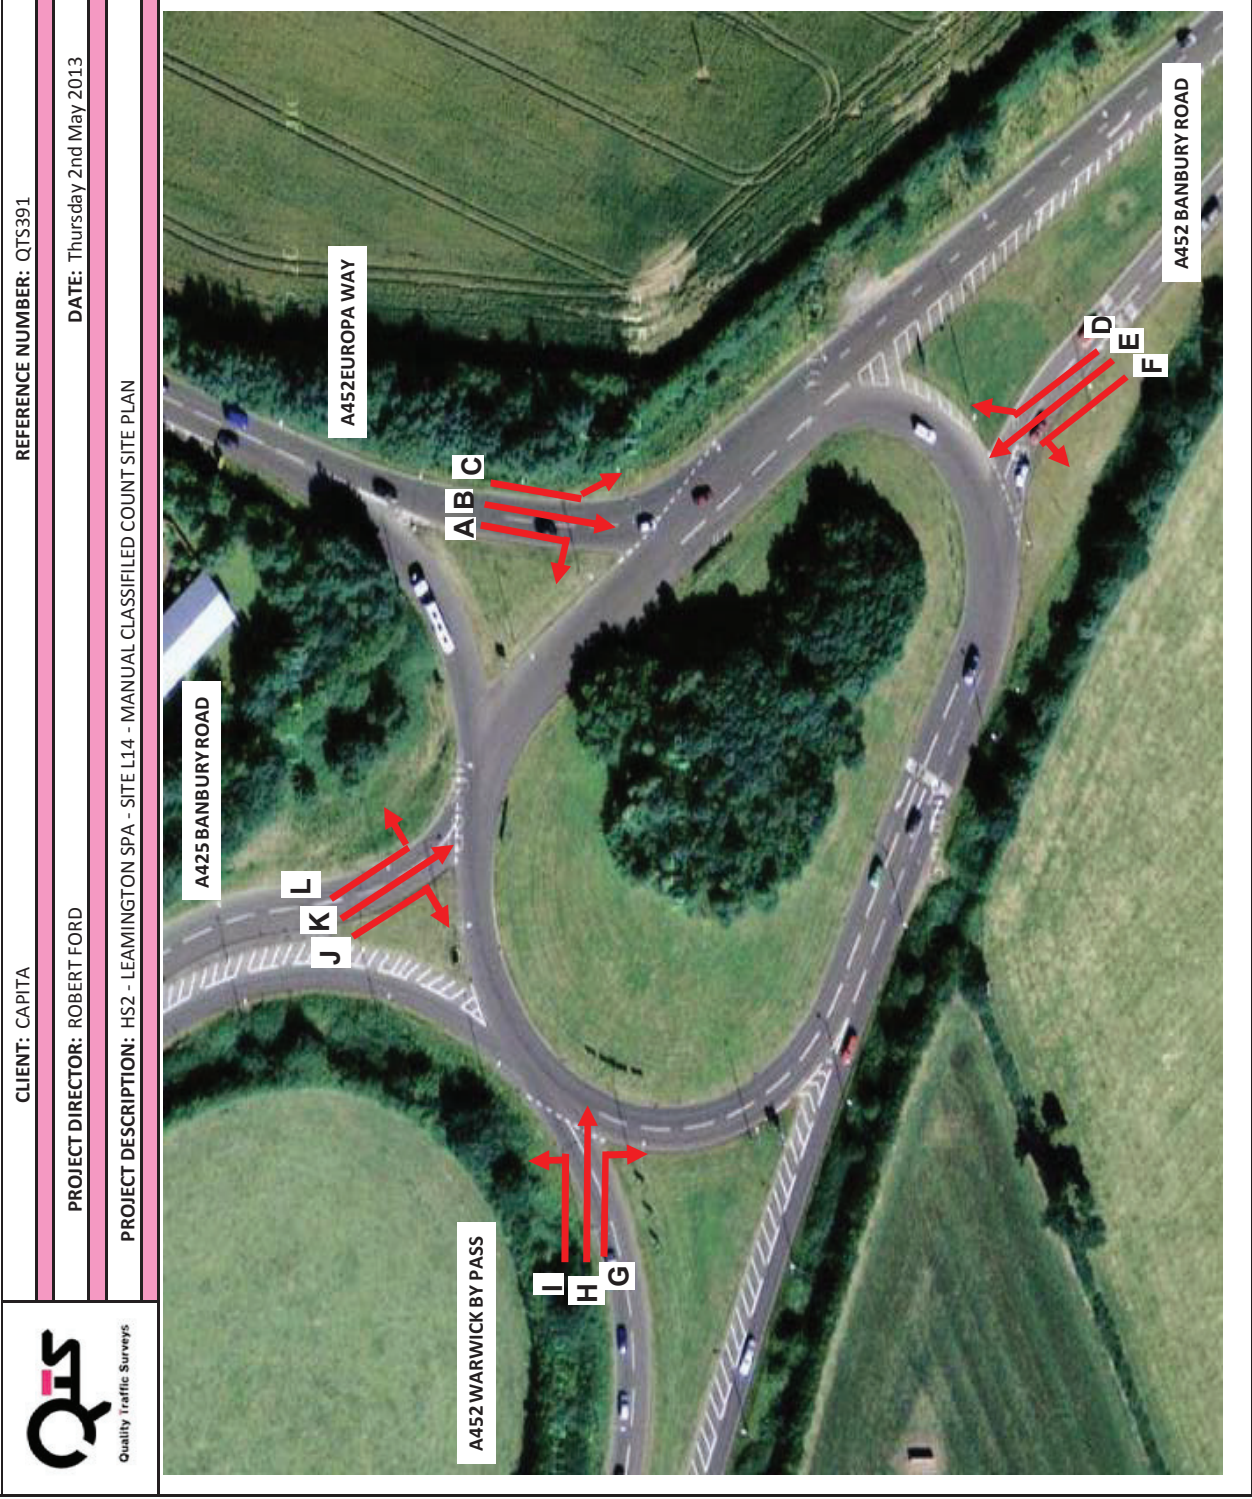 QTS
Quality Traffic Surveys
CLIENT: CAPITA
REFERENCE NUMBER: QTS391
PROJECT DIRECTOR: ROBERT FORD
DATE: Thursday 2nd May 2013
PROJECT DESCRIPTION: HS2 - LEAMINGTON SPA - SITE L14 - MANUAL CLASSIFIED COUNT SITE PLAN
A425 BANBURY ROAD
A452EUROPA WAY
A452 WARWICK BY PASS
A452 BANBURY ROAD
A
B
C
D
E
F
G
H
I
J
K
L